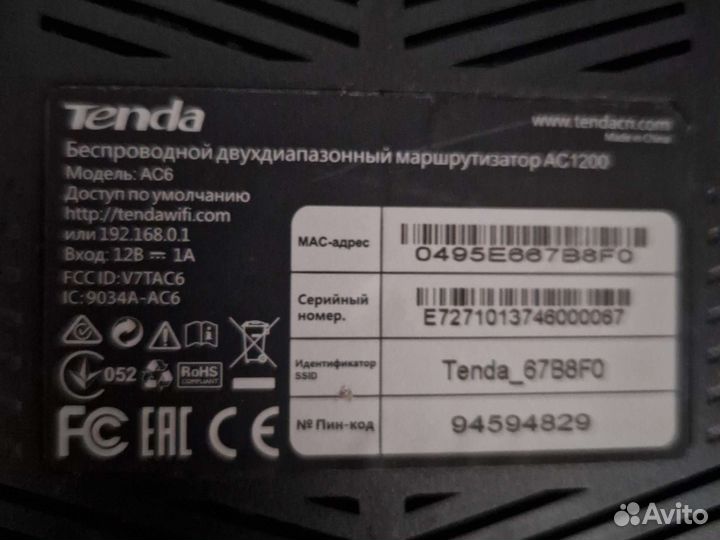 Tenda
www.tendacn.com
Made in China
Беспроводной двухдиапазонный маршрутизатор AC1200
Модель: AC6
Доступ по умолчанию
http://tendawifi.com
или 192.168.0.1
Вход: 12В ⎓ 1А
FCC ID: V7TAC6
IC: 9034A-AC6
052
RoHS
COMPLIANT
FC EAC CE
MAC-адрес
0495E667B8F0
Серийный номер.
E7271013746000067
Идентификатор SSID
Tenda_67B8F0
№ Пин-код
94594829
Avito